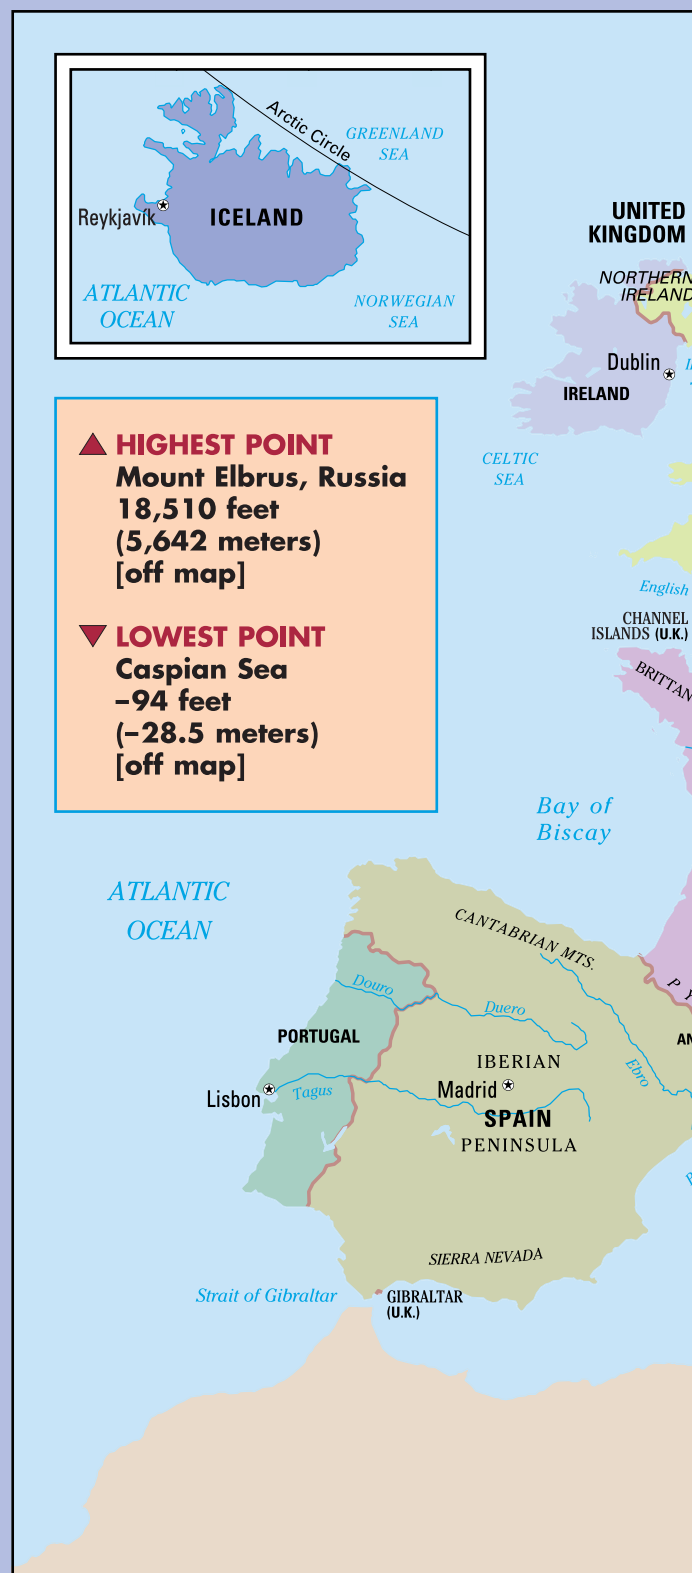 Arctic Circle
GREENLAND
SEA
Reykjavík
ICELAND
ATLANTIC
OCEAN
NORWEGIAN
SEA
UNITED
KINGDOM
NORTHERN
IRELAND
Dublin
IRELAND
CELTIC
SEA
HIGHEST POINT
Mount Elbrus, Russia
18,510 feet
(5,642 meters)
[off map]
LOWEST POINT
Caspian Sea
–94 feet
(–28.5 meters)
[off map]
English
CHANNEL
ISLANDS (U.K.)
BRITTAN
Bay of
Biscay
ATLANTIC
OCEAN
CANTABRIAN MTS.
P Y
Douro
Duero
PORTUGAL
AN
IBERIAN
Ebro
Madrid
Lisbon
Tagus
SPAIN
PENINSULA
SIERRA NEVADA
Strait of Gibraltar
GIBRALTAR
(U.K.)